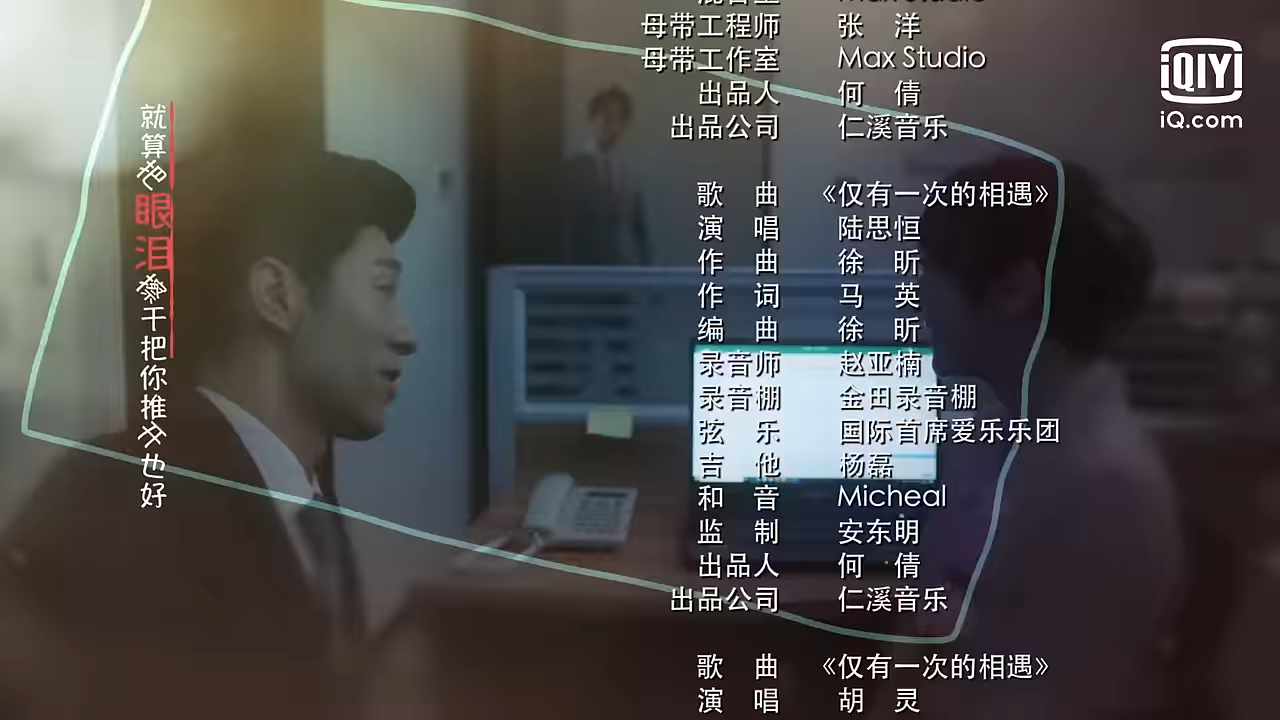 母带工程师 张 洋
母带工作室 Max Studio
出品人 何 倩
出品公司 仁溪音乐
歌 曲 《仅有一次的相遇》
演 唱 陆思恒
作 曲 徐 昕
作 词 马 英
编 曲 徐 昕
录音师 赵亚楠
录音棚 金田录音棚
弦 乐 国际首席爱乐乐团
吉 他 杨磊
和 音 Micheal
监 制 安东明
出品人 何 倩
出品公司 仁溪音乐
歌 曲 《仅有一次的相遇》
演 唱 胡 灵
QIY
iQ.com
就算
眼泪
干把你推
也好